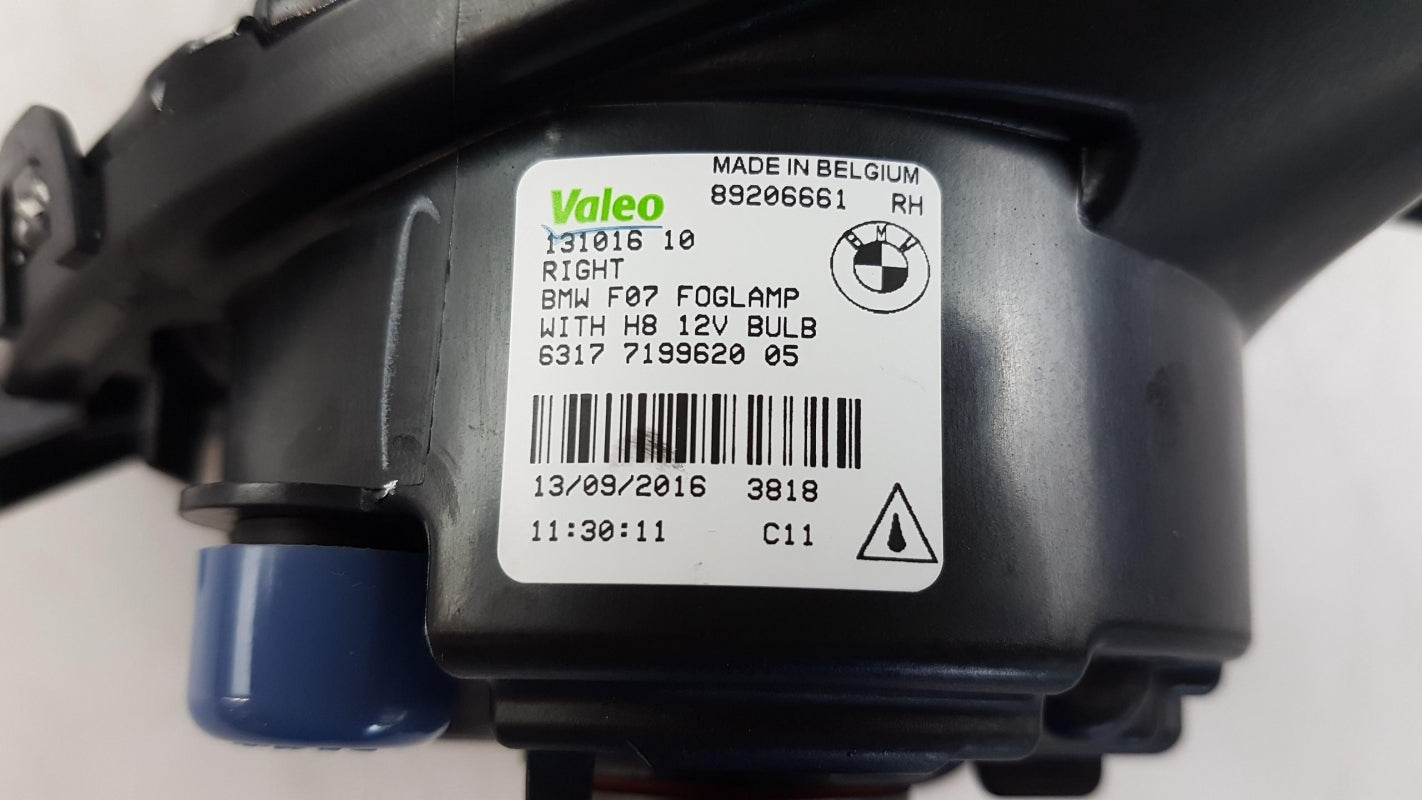 MADE IN BELGIUM
Valeo
89206661 RH
131016 10
BMW
RIGHT
BMW F07 FOGLAMP
WITH H8 12V BULB
6317 7199620 05
13/09/2016 3818
11:30:11 C11